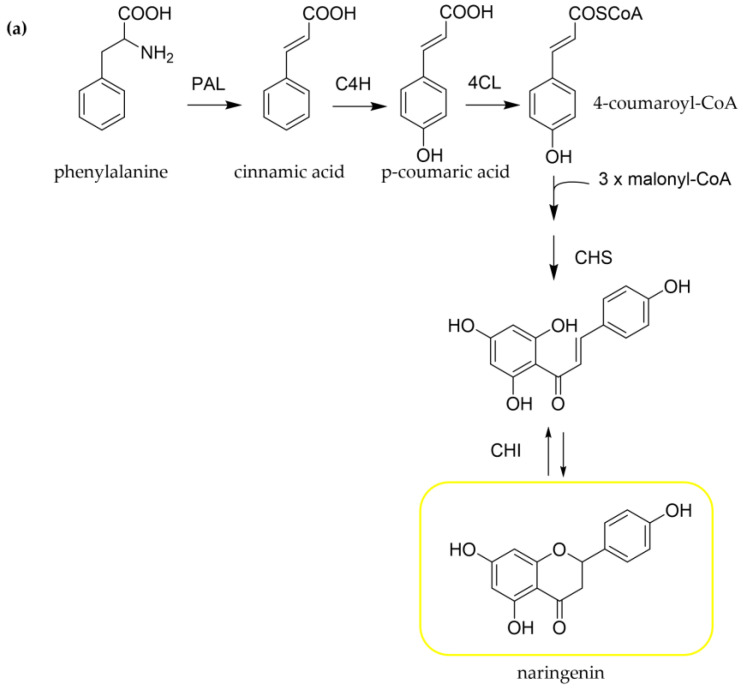 (a)
COOH
NH2
phenylalanine
PAL
COOH
cinnamic acid
C4H
COOH
OH
p-coumaric acid
4CL
COSCoA
OH
4-coumaroyl-CoA
3 x malonyl-CoA
CHS
HO
OH
OH
O
OH
CHI
HO
O
OH
O
OH
naringenin